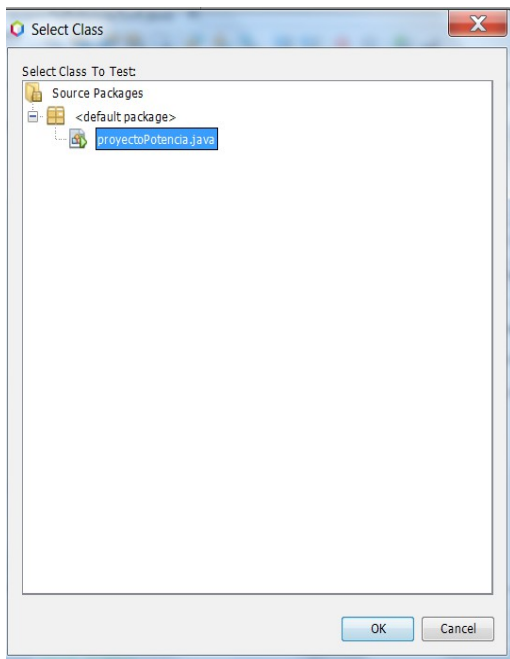 Select Class
X
Select Class To Test:
Source Packages
<default package>
proyectoPotencia.java
OK
Cancel